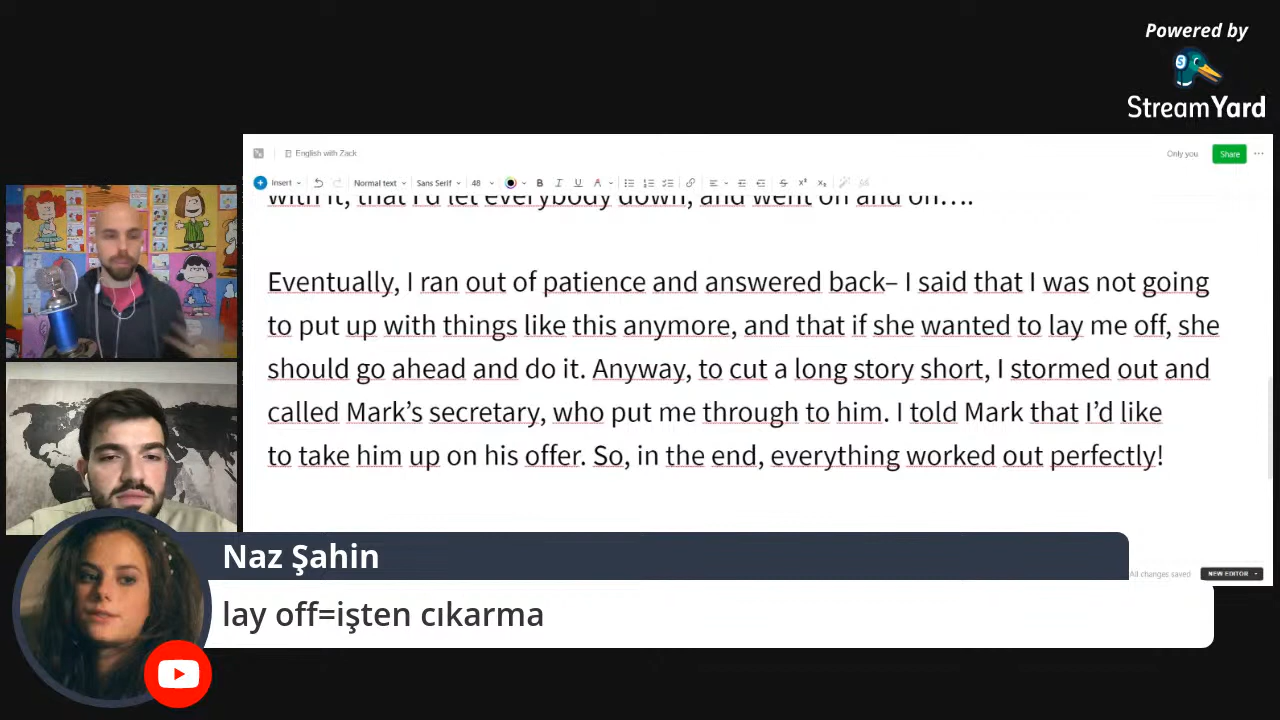 Powered by
StreamYard
English with Zack
Only you
Share
Insert
Normal text
Sans Serif
48
B
I
U
A
with it, that I'd let everybody down, and went on and on….
Eventually, I ran out of patience and answered back– I said that I was not going
to put up with things like this anymore, and that if she wanted to lay me off, she
should go ahead and do it. Anyway, to cut a long story short, I stormed out and
called Mark’s secretary, who put me through to him. I told Mark that I’d like
to take him up on his offer. So, in the end, everything worked out perfectly!
All changes saved
NEW EDITOR
Naz Şahin
lay off=işten cıkarma